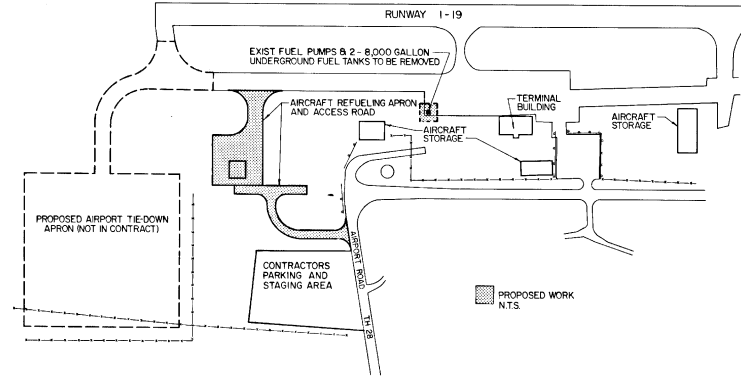 RUNWAY 1-19
EXIST FUEL PUMPS & 2-8,000 GALLON
UNDERGROUND FUEL TANKS TO BE REMOVED
AIRCRAFT REFUELING APRON
AND ACCESS ROAD
TERMINAL
BUILDING
AIRCRAFT
STORAGE
AIRCRAFT
STORAGE
PROPOSED AIRPORT TIE-DOWN
APRON (NOT IN CONTRACT)
AIRPORT ROAD
CONTRACTORS
PARKING AND
STAGING AREA
TH 28
PROPOSED WORK
N.T.S.